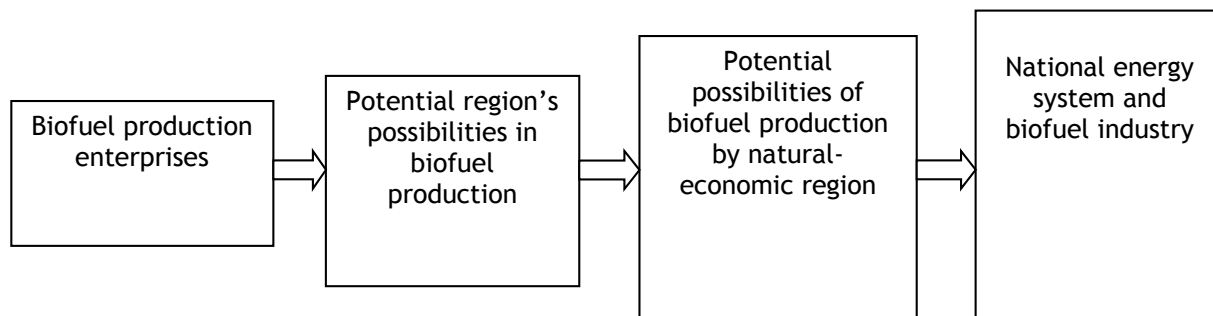 Biofuel production
enterprises
Potential region’s
possibilities in
biofuel
production
Potential
possibilities of
biofuel production
by natural-
economic region
National energy
system and
biofuel industry